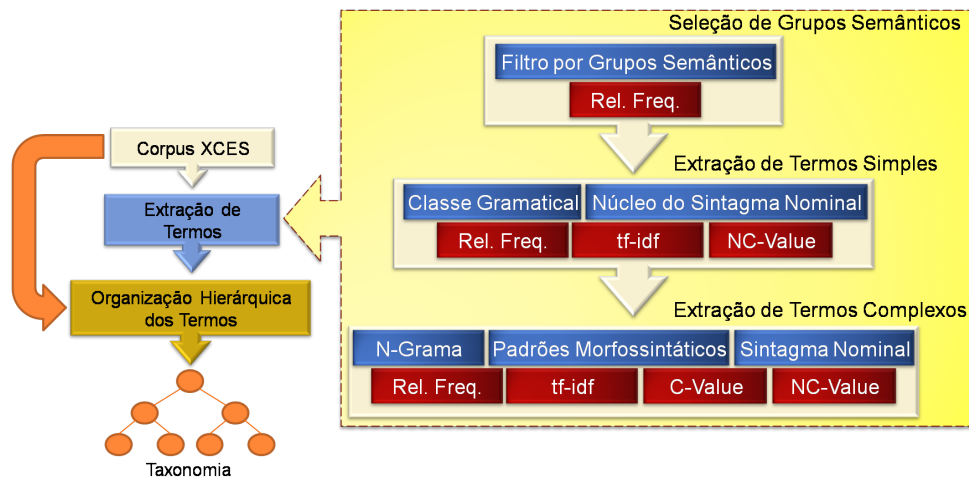 Seleção de Grupos Semânticos
Filtro por Grupos Semânticos
Rel. Freq.
Corpus XCES
Extração de
Termos
Organização Hierárquica
dos Termos
Taxonomia
Extração de Termos Simples
Classe Gramatical
Núcleo do Sintagma Nominal
Rel. Freq.
tf-idf
NC-Value
Extração de Termos Complexos
N-Grama
Padrões Morfossintáticos
Sintagma Nominal
Rel. Freq.
tf-idf
C-Value
NC-Value